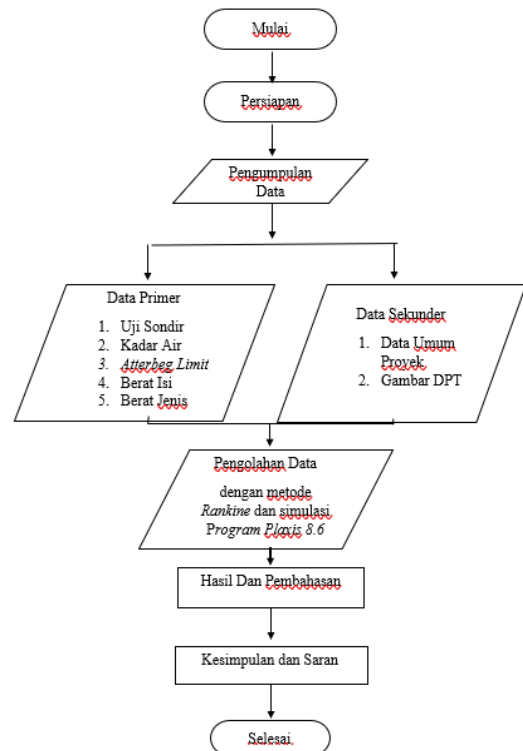 Mulai
Persiapan
Pengumpulan
Data
Data Primer
1. Uji Sondir
2. Kadar Air
3. Atterbeg Limit
4. Berat Isi
5. Berat Jenis
Data Sekunder
1. Data Umum
Proyek
2. Gambar DPT
Pengolahan Data
dengan metode
Rankine dan simulasi
Program Plaxis 8.6
Hasil Dan Pembahasan
Kesimpulan dan Saran
Selesai